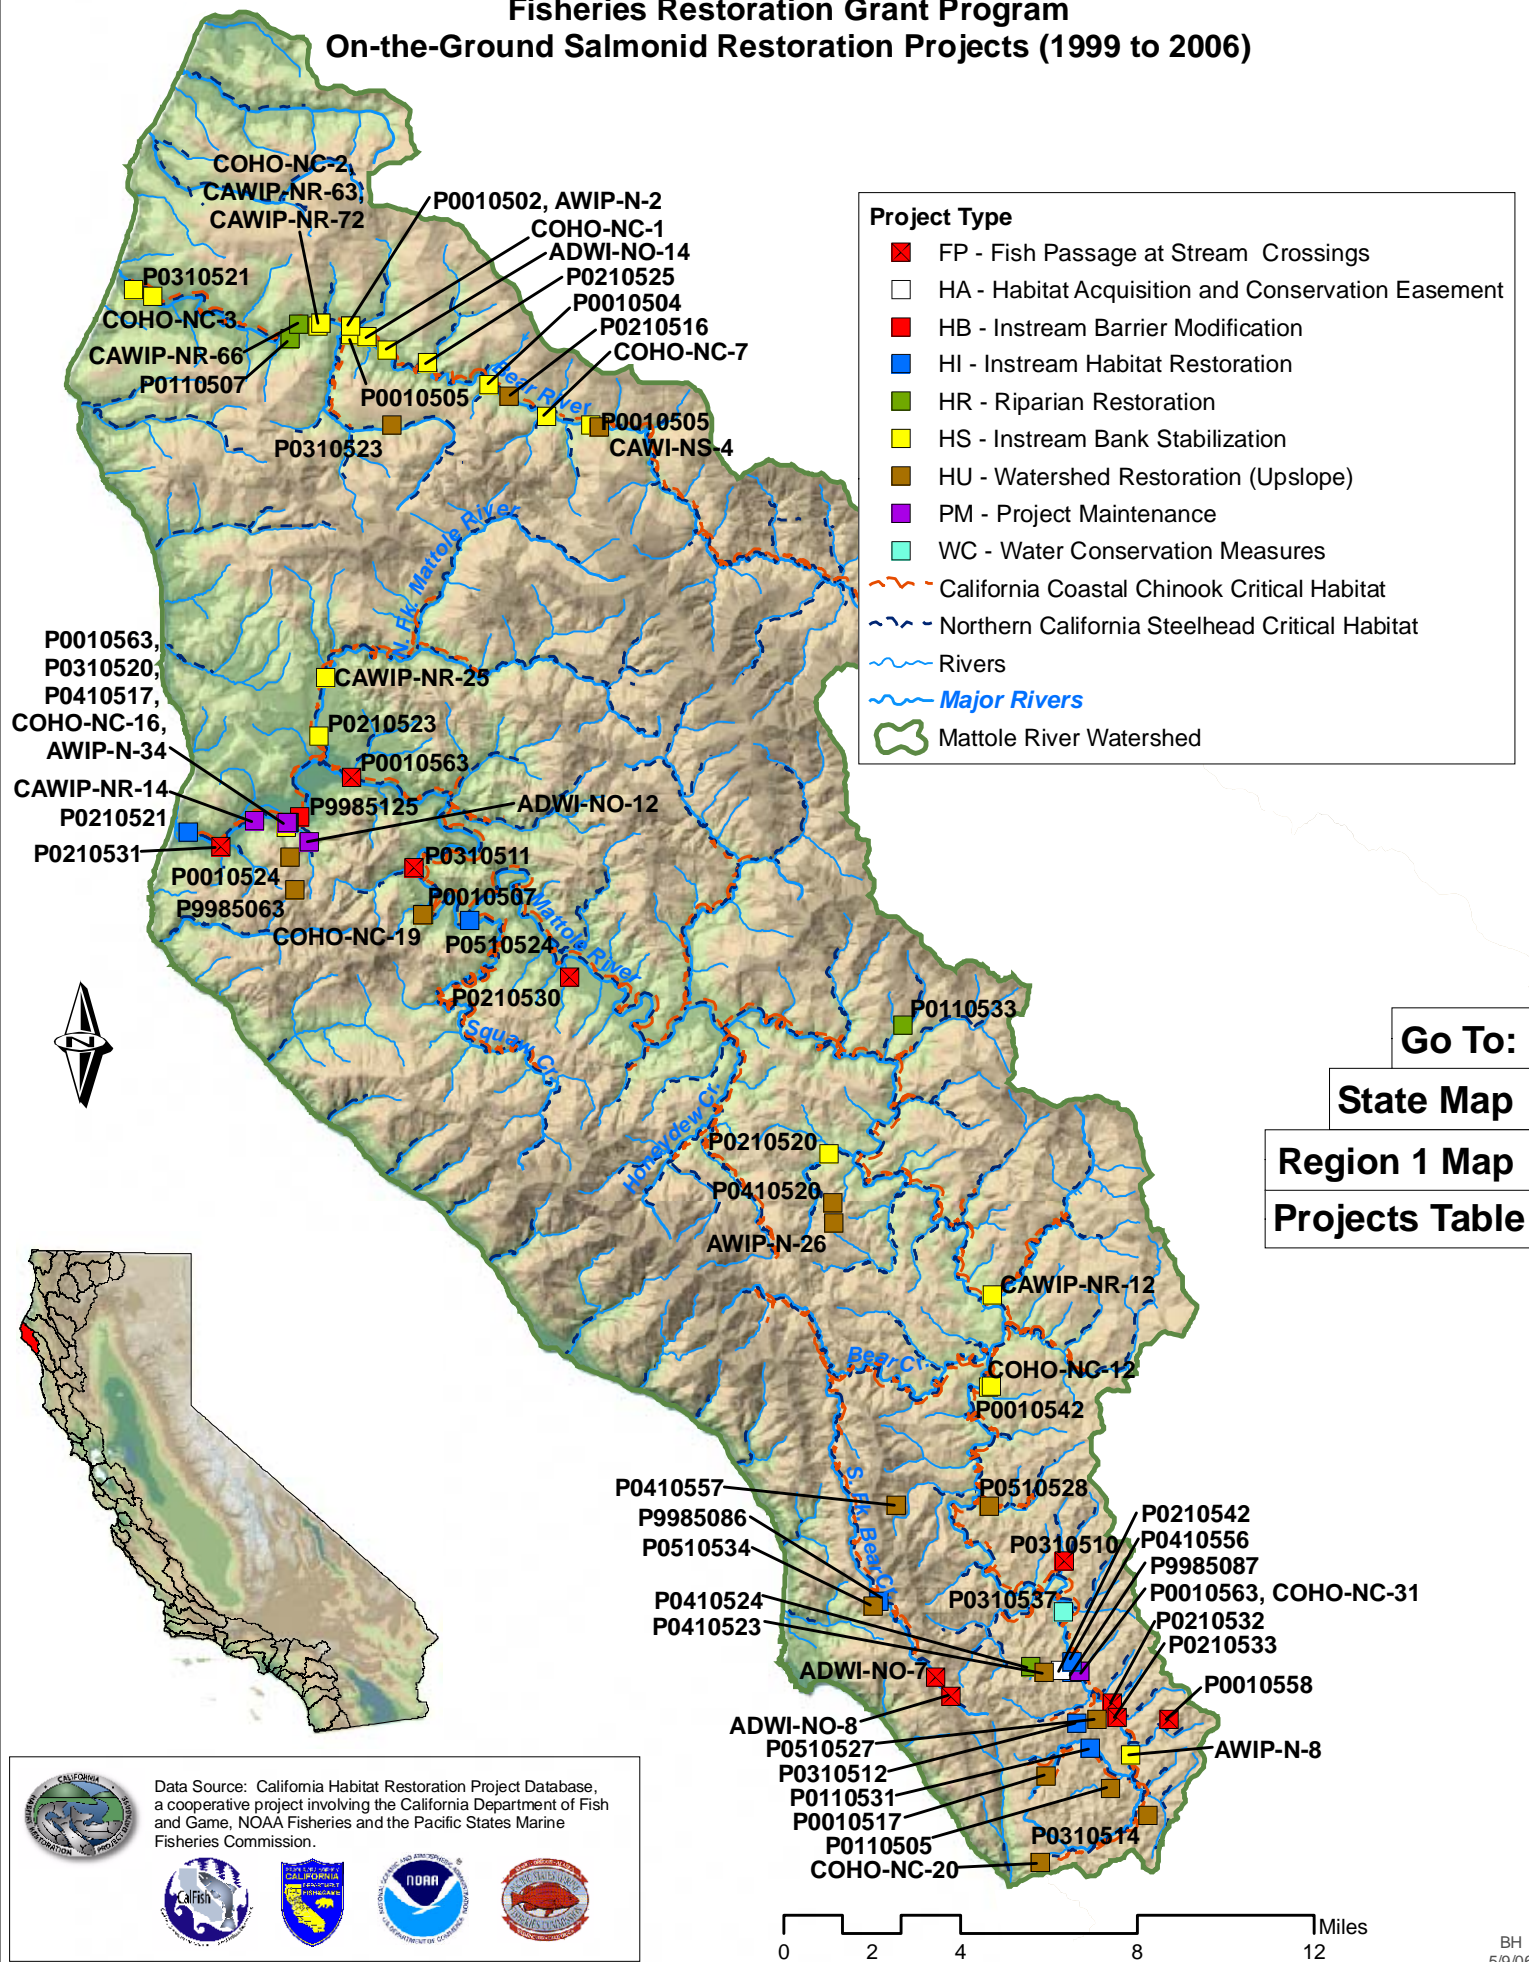 Fisheries Restoration Grant Program
On-the-Ground Salmonid Restoration Projects (1999 to 2006)
COHO-NC-2,
CAWIP-NR-63,
CAWIP-NR-72
P0010502, AWIP-N-2
COHO-NC-1
ADWI-NO-14
P0210525
P0010504
P0210516
COHO-NC-7
P0310521
COHO-NC-3
CAWIP-NR-66
P0110507
P0010505
Bear River
P0010505
CAWI-NS-4
P0310523
N. Fk. Mattole River
Project Type
FP - Fish Passage at Stream Crossings
HA - Habitat Acquisition and Conservation Easement
HB - Instream Barrier Modification
HI - Instream Habitat Restoration
HR - Riparian Restoration
HS - Instream Bank Stabilization
HU - Watershed Restoration (Upslope)
PM - Project Maintenance
WC - Water Conservation Measures
California Coastal Chinook Critical Habitat
Northern California Steelhead Critical Habitat
Rivers
Major Rivers
Mattole River Watershed
P0010563,
P0310520,
P0410517,
COHO-NC-16,
AWIP-N-34
CAWIP-NR-14
P0210521
P0210531
CAWIP-NR-25
P0210523
P0010563
P9985125
ADWI-NO-12
P0010524
P9985063
P0310511
P0010507
COHO-NC-19
P0510524
Mattole River
P0210530
Squaw Cr.
P0110533
N
Go To:
State Map
Region 1 Map
Projects Table
Honeydew Cr.
P0210520
P0410520
AWIP-N-26
CAWIP-NR-12
Bear Cr.
COHO-NC-12
P0010542
S. Fk. Bear Cr.
P0410557
P9985086
P0510534
P0410524
P0410523
P0510528
P0310510
P0310537
P0210542
P0410556
P9985087
P0010563, COHO-NC-31
P0210532
P0210533
P0010558
ADWI-NO-7
ADWI-NO-8
P0510527
P0310512
P0110531
P0010517
P0110505
COHO-NC-20
P0310514
AWIP-N-8
Data Source: California Habitat Restoration Project Database,
a cooperative project involving the California Department of Fish
and Game, NOAA Fisheries and the Pacific States Marine
Fisheries Commission.
CALIFORNIA
CalFish
CALIFORNIA
DEPARTMENT
FISH&GAME
NOAA
Miles
0 2 4 8 12
BH